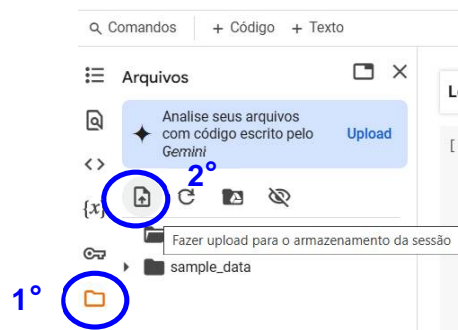 Comandos + Código + Texto
Arquivos
Analise seus arquivos
com código escrito pelo
Gemini
Upload
2°
{x}
Fazer upload para o armazenamento da sessão
sample_data
1°